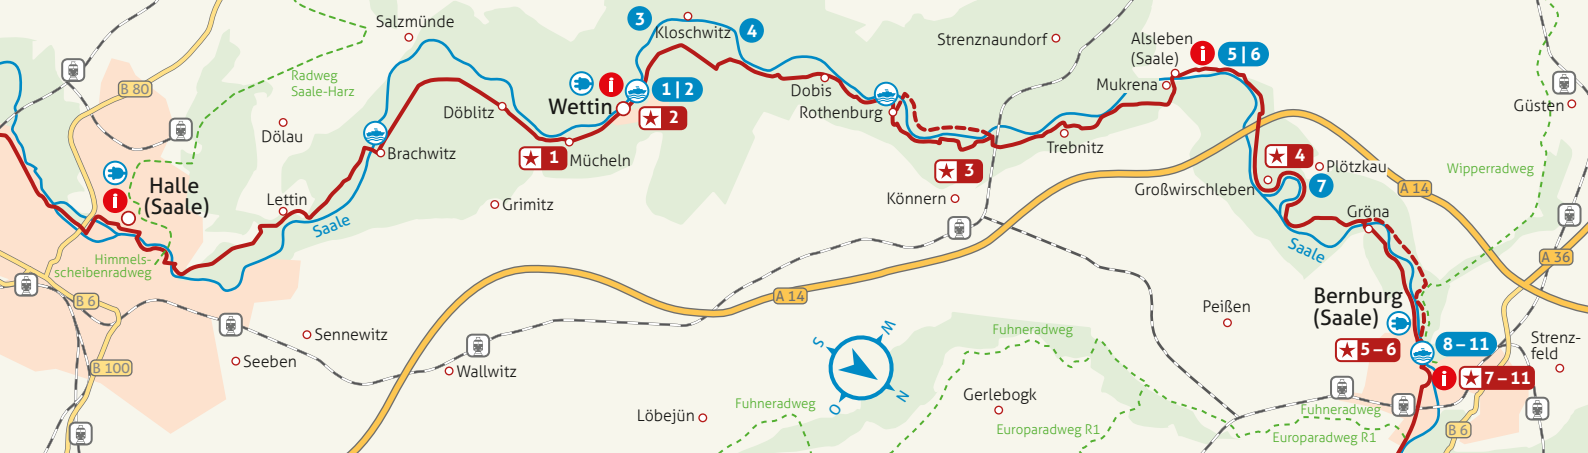 Salzmünde
3
Kloschwitz
4
Strenznaundorf
Alsleben
(Saale)
i
5|6
B 80
Radweg
Saale-Harz
i
1|2
Wettin
2
Dobis
Rothenburg
Mukrena
Güsten
Döblitz
Dölau
Brachwitz
1
Mücheln
Trebnitz
4
Plötzkau
Wipperradweg
3
Halle
(Saale)
i
Lettin
Grimitz
Könnern
Großwirschleben
7
A 14
Saale
Gröna
Saale
Himmels-
scheibenradweg
A 36
B 6
A 14
Bernburg
(Saale)
Peißen
Sennewitz
Fuhneradweg
S
W
O
N
Strenz-
feld
5–6
8–11
Seeben
B 100
Wallwitz
i
7–11
Gerlebogk
Löbejün
Fuhneradweg
Fuhneradweg
Europaradweg R1
Europaradweg R1
B 6